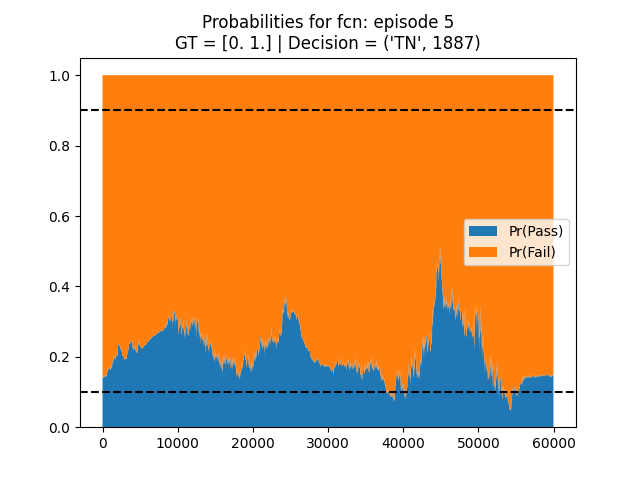 Probabilities for fcn: episode 5
GT = [0. 1.] | Decision = ('TN', 1887)
1.0
0.8
0.6
0.4
0.2
0.0
Pr(Pass)
Pr(Fail)
0 10000 20000 30000 40000 50000 60000